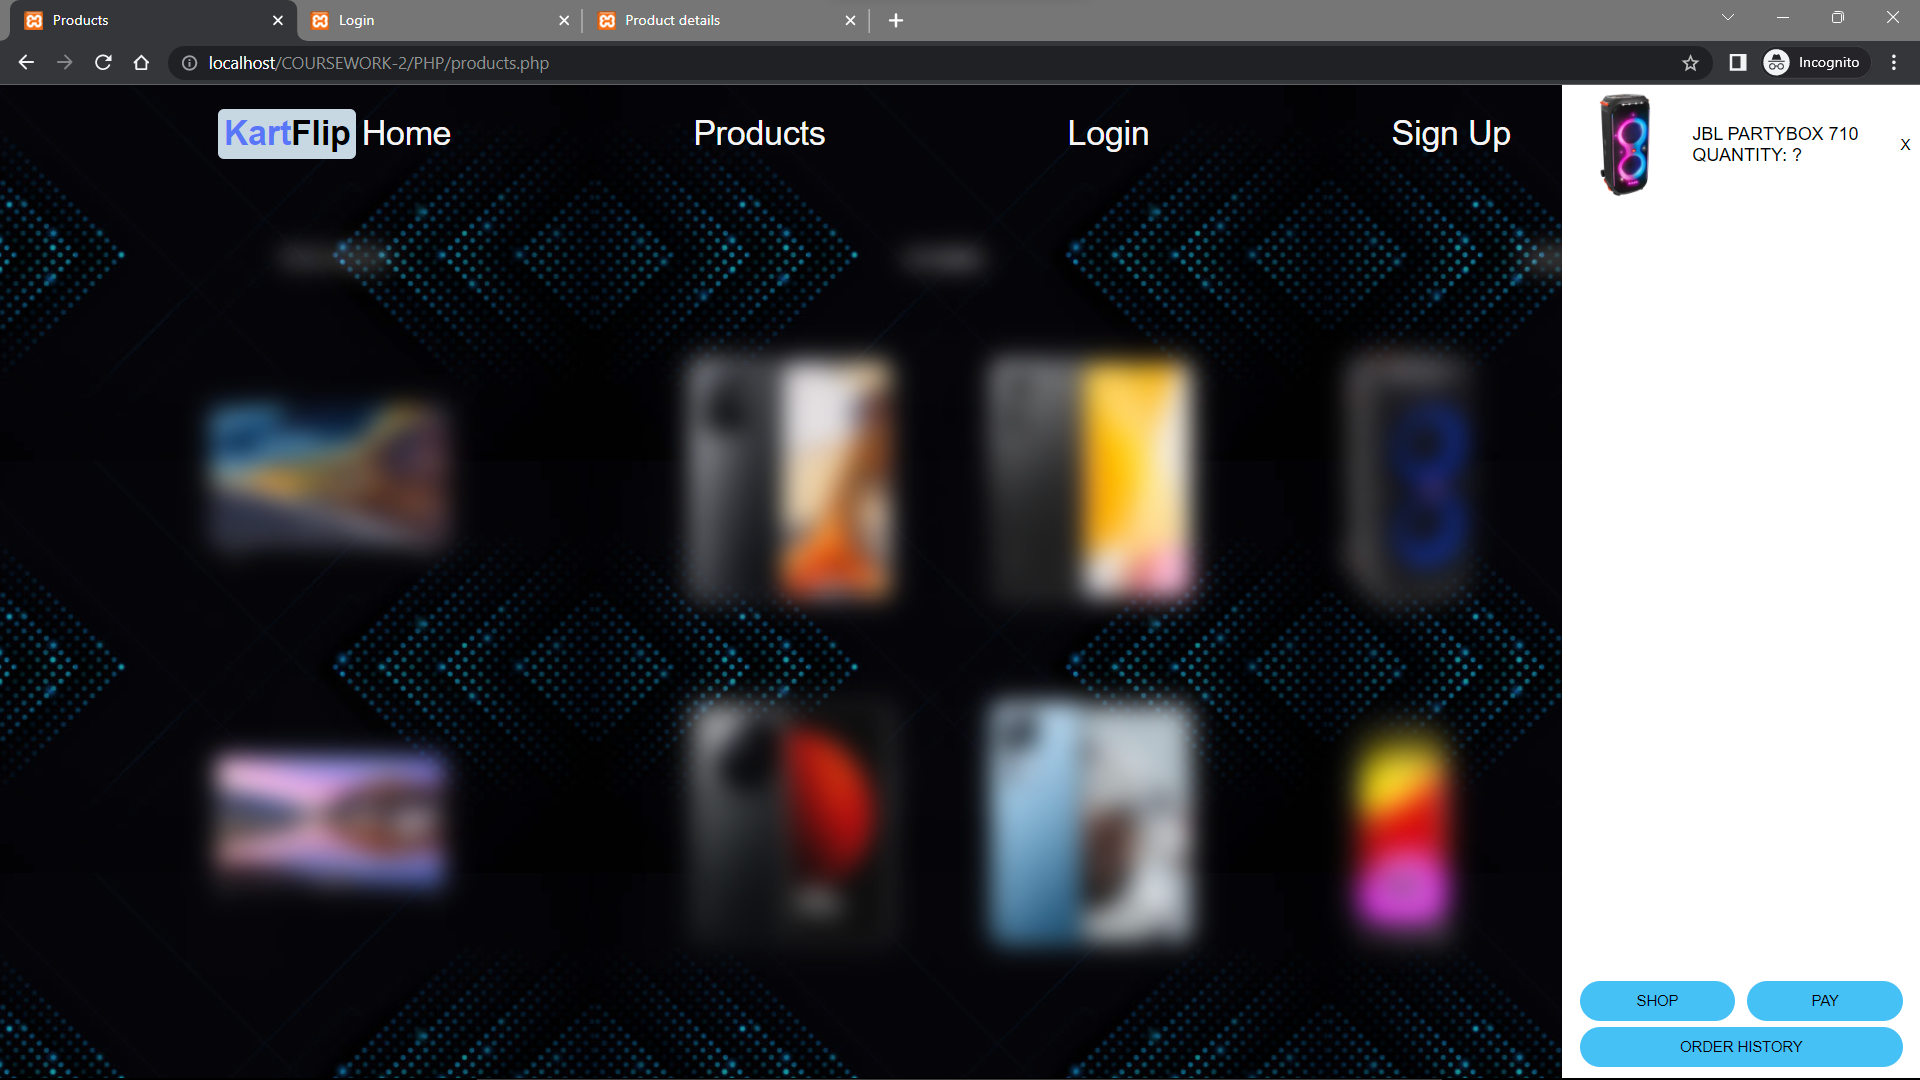 Products
Login
Product details
localhost/COURSEWORK-2/PHP/products.php
Incognito
KartFlip Home Products Login Sign Up
JBL PARTYBOX 710
QUANTITY: ?
X
SHOP PAY
ORDER HISTORY